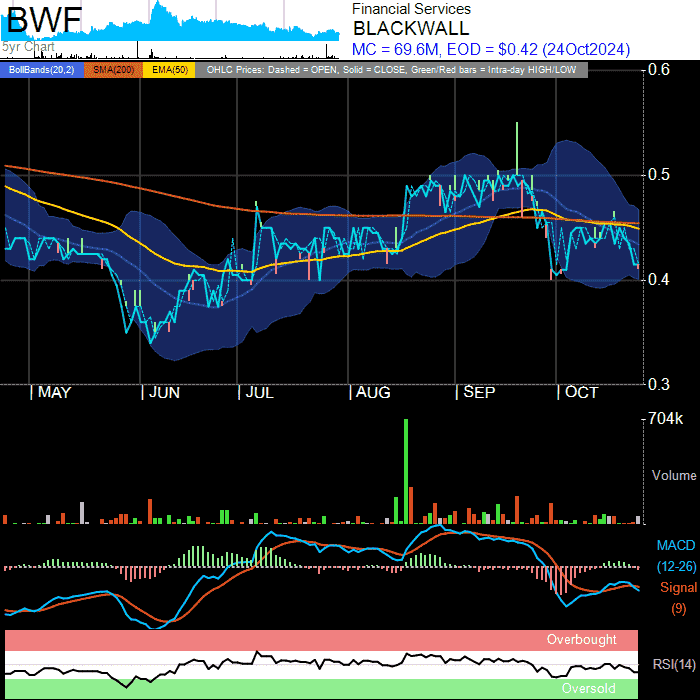 BWF
5yr Chart
Financial Services
BLACKWALL
MC = 69.6M, EOD = $0.42 (24Oct2024)
BollBands(20,2) SMA(200) EMA(50) OHLC Prices: Dashed = OPEN, Solid = CLOSE, Green/Red bars = Intra-day HIGH/LOW
0.6
0.5
0.4
0.3
MAY JUN JUL AUG SEP OCT
704k
Volume
MACD
(12-26)
Signal
(9)
Overbought
RSI(14)
Oversold